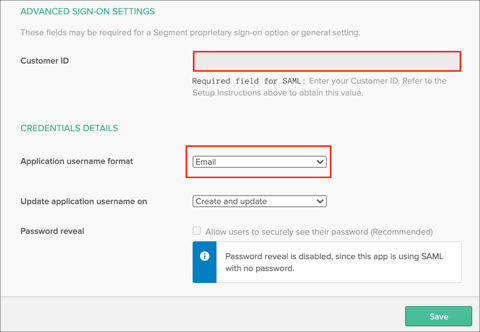 ADVANCED SIGN-ON SETTINGS
These fields may be required for a Segment proprietary sign-on option or general setting.
Customer ID
Required field for SAML: Enter your Customer ID. Refer to the
Setup Instructions above to obtain this value.
CREDENTIALS DETAILS
Application username format
Email
Update application username on
Create and update
Password reveal
Allow users to securely see their password (Recommended)
Password reveal is disabled, since this app is using SAML
with no password.
Save